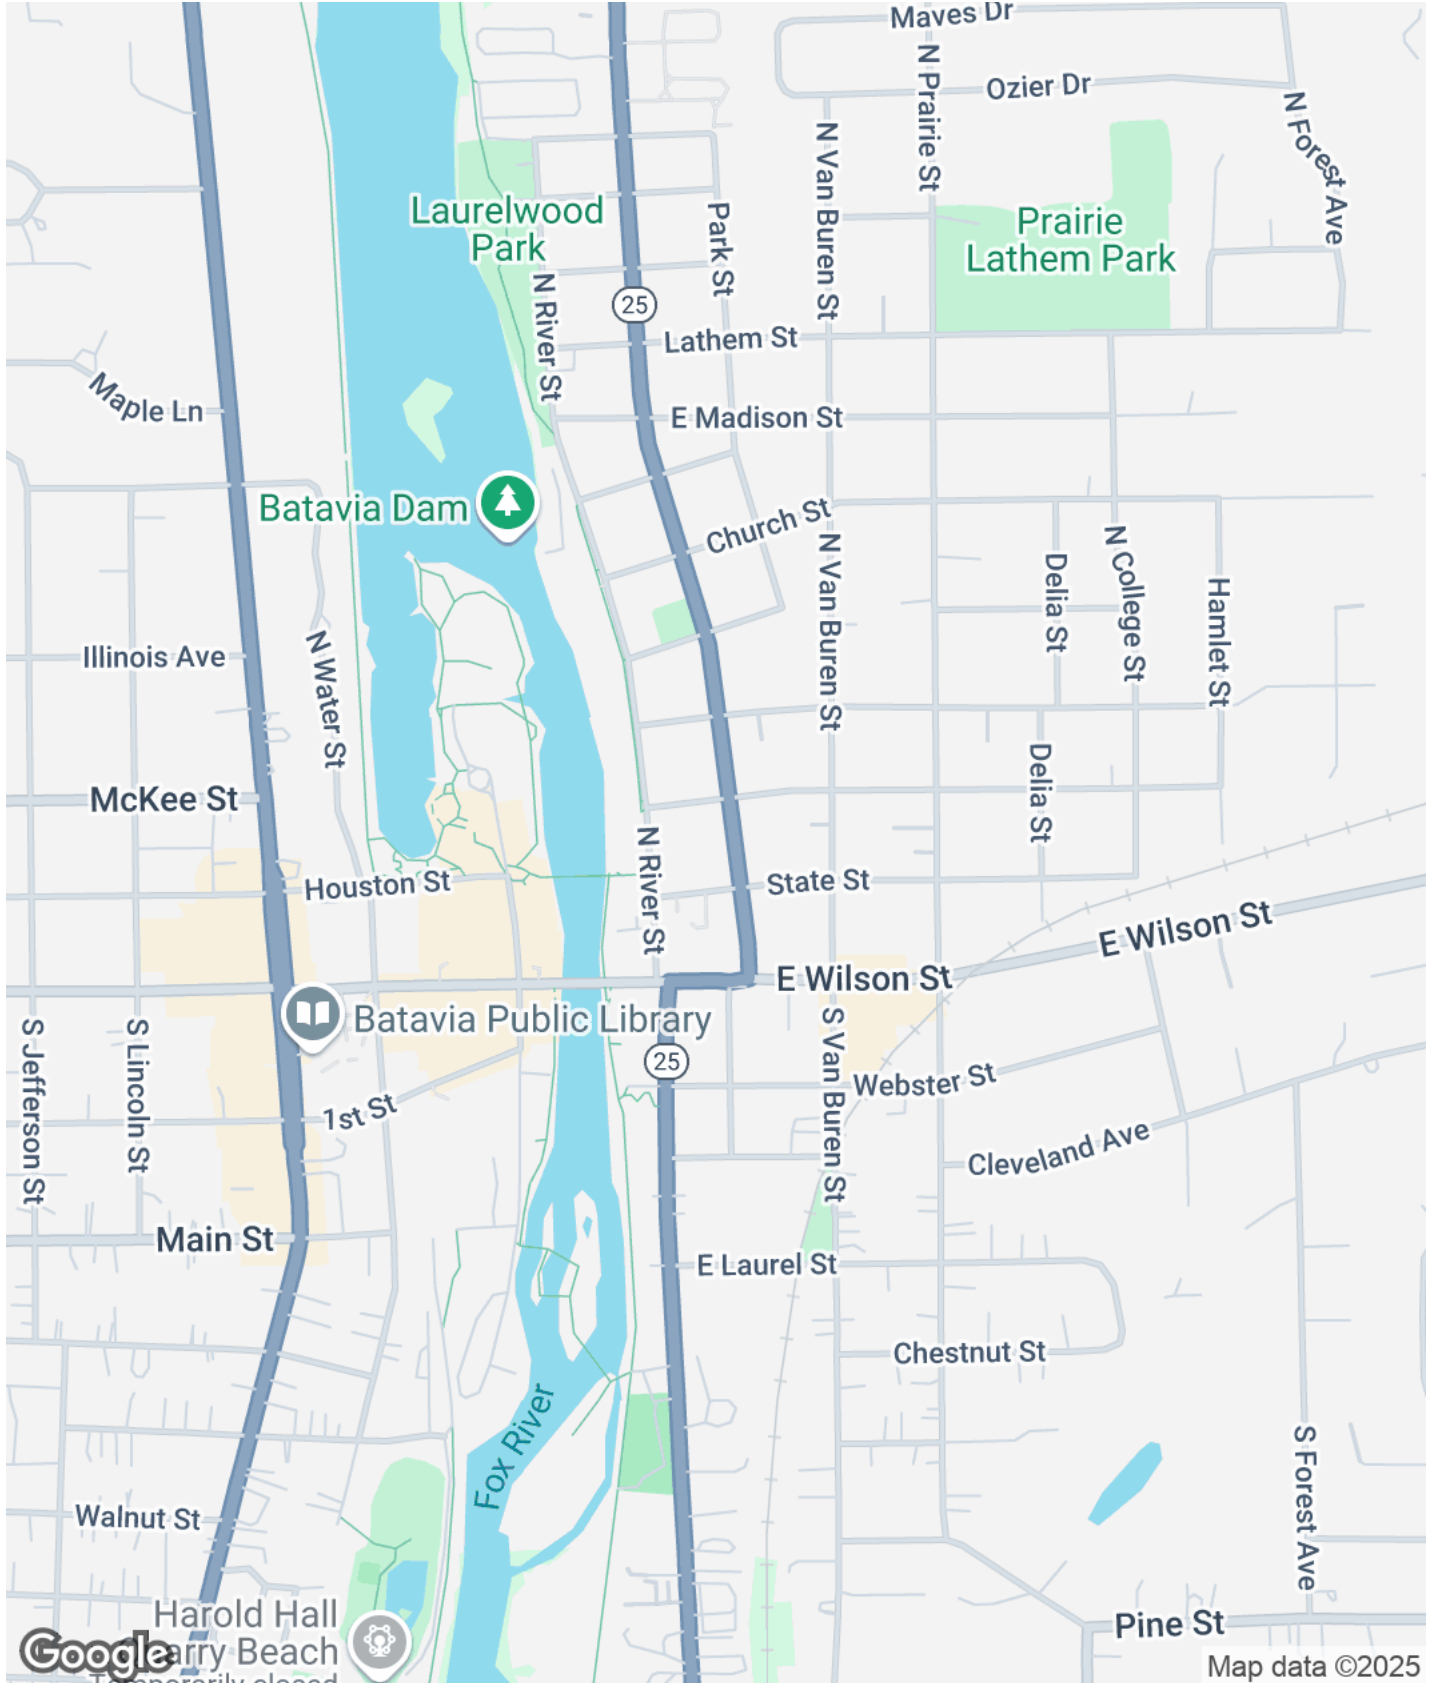 Maves Dr
Ozier Dr
N Prairie St
N Forest Ave
N Van Buren St
Laurelwood
Park
Park St
Prairie
Lathem Park
N River St
25
Lathem St
Maple Ln
E Madison St
Batavia Dam
Church St
N Van Buren St
Delia St
N College St
Hamlet St
Illinois Ave
N Water St
McKee St
Delia St
N River St
Houston St
State St
E Wilson St
E Wilson St
Batavia Public Library
S Jefferson St
S Lincoln St
25
S Van Buren St
Webster St
1st St
Cleveland Ave
Main St
E Laurel St
Chestnut St
Fox River
S Forest Ave
Walnut St
Harold Hall
Quarry Beach
Temporarily closed
Pine St
Google
Map data ©2025